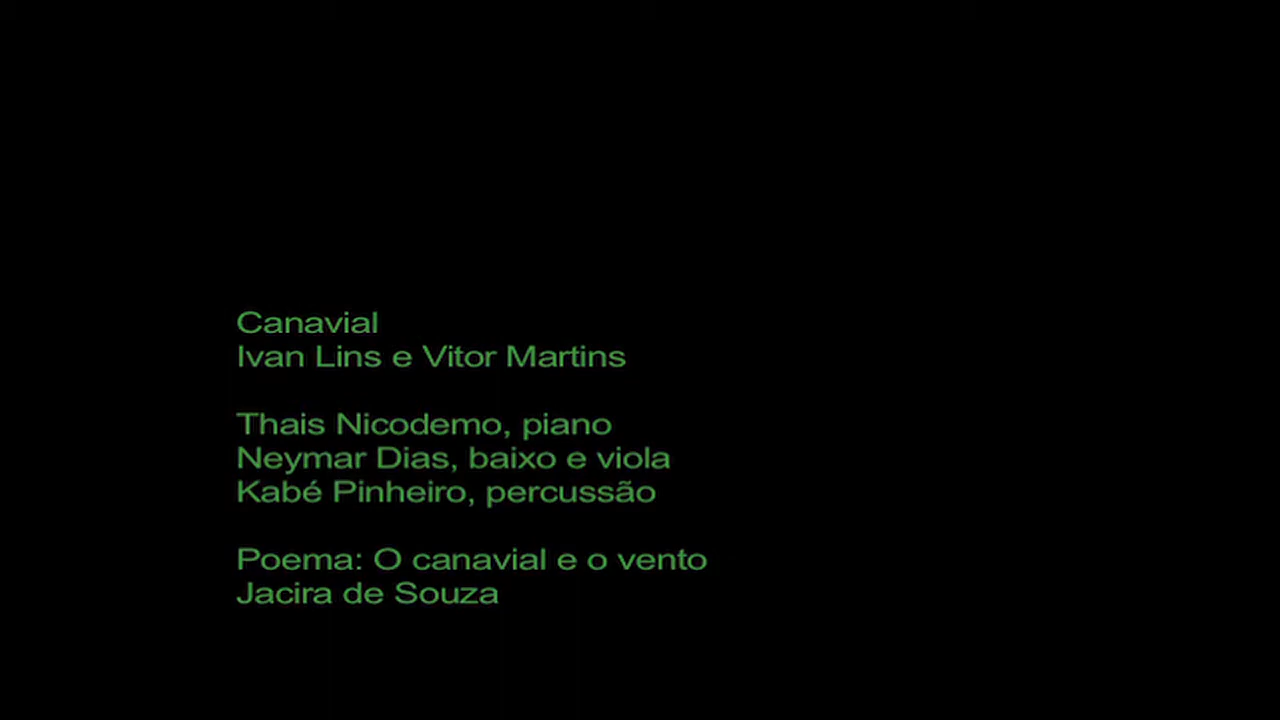 Canavial
Ivan Lins e Vitor Martins
Thais Nicodemo, piano
Neymar Dias, baixo e viola
Kabé Pinheiro, percussão
Poema: O canavial e o vento
Jacira de Souza